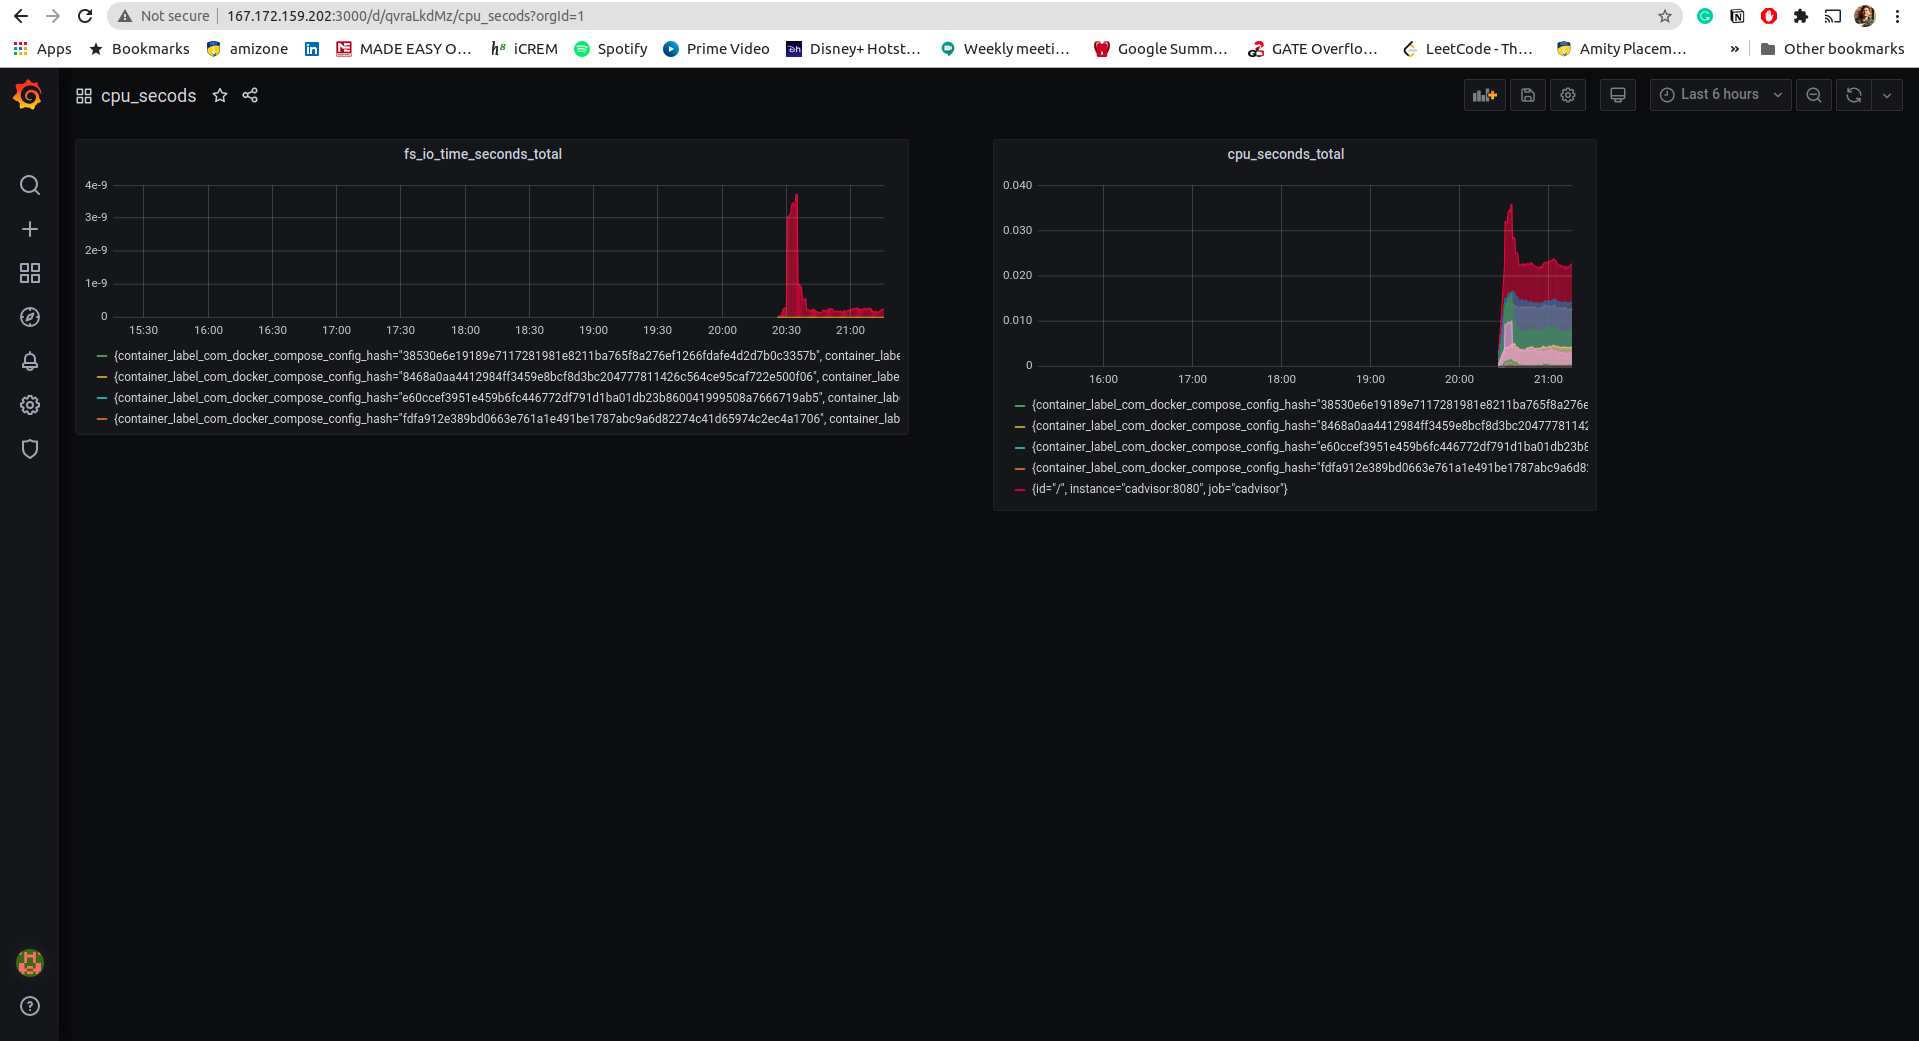 Not secure 167.172.159.202:3000/d/qvraLkdMz/cpu_secods?orgId=1
Apps Bookmarks amizone MADE EASY O... iCREM Spotify Prime Video Disney+ Hotst... Weekly meeti... Google Summ... GATE Overflo... LeetCode - Th... Amity Placem... » Other bookmarks
cpu_secods Last 6 hours
fs_io_time_seconds_total
4e-9
3e-9
2e-9
1e-9
0
15:30 16:00 16:30 17:00 17:30 18:00 18:30 19:00 19:30 20:00 20:30 21:00
{container_label_com_docker_compose_config_hash="38530e6e19189e7117281981e8211ba765f8a276ef1266fdafe4d2d7b0c3357b", container_labe
{container_label_com_docker_compose_config_hash="8468a0aa4412984ff3459e8bcf8d3bc204777811426c564ce95caf722e500f06", container_labe
{container_label_com_docker_compose_config_hash="e60ccef3951e459b6fc446772df791d1ba01db23b860041999508a7666719ab5", container_lab
{container_label_com_docker_compose_config_hash="fdfa912e389bd0663e761a1e491be1787abc9a6d82274c41d65974c2ec4a1706", container_lab
cpu_seconds_total
0.040
0.030
0.020
0.010
0
16:00 17:00 18:00 19:00 20:00 21:00
{container_label_com_docker_compose_config_hash="38530e6e19189e7117281981e8211ba765f8a276e
{container_label_com_docker_compose_config_hash="8468a0aa4412984ff3459e8bcf8d3bc20477781142
{container_label_com_docker_compose_config_hash="e60ccef3951e459b6fc446772df791d1ba01db23b8
{container_label_com_docker_compose_config_hash="fdfa912e389bd0663e761a1e491be1787abc9a6d8
{id="/", instance="cadvisor:8080", job="cadvisor"}